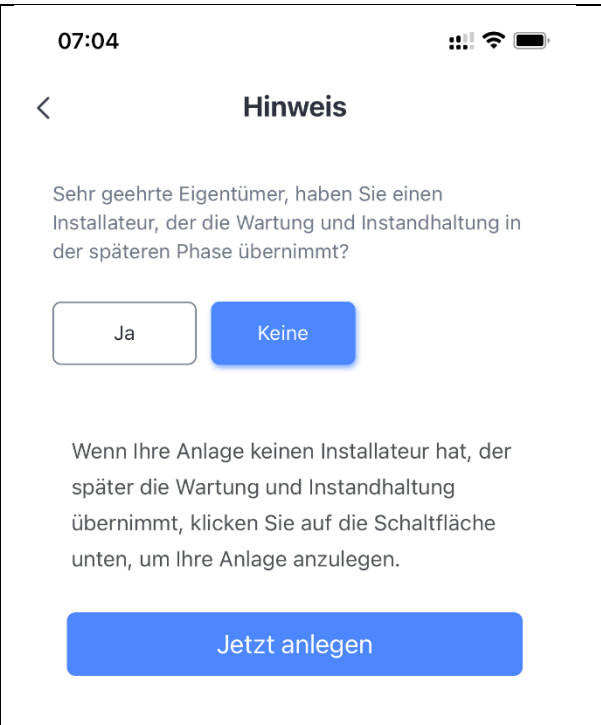 07:04
Hinweis
Sehr geehrte Eigentümer, haben Sie einen
Installateur, der die Wartung und Instandhaltung in
der späteren Phase übernimmt?
Ja
Keine
Wenn Ihre Anlage keinen Installateur hat, der
später die Wartung und Instandhaltung
übernimmt, klicken Sie auf die Schaltfläche
unten, um Ihre Anlage anzulegen.
Jetzt anlegen